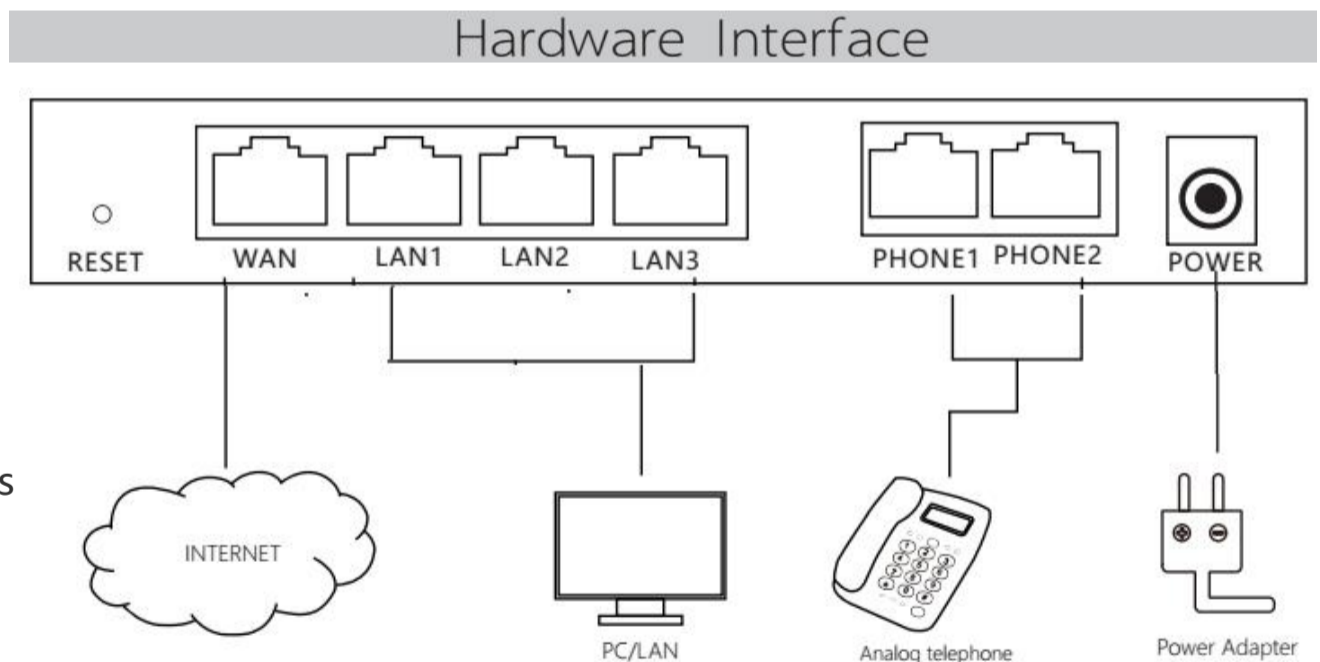 Hardware Interface
RESET
WAN
LAN1
LAN2
LAN3
PHONE1
PHONE2
POWER
s
INTERNET
PC/LAN
Analog telephone
Power Adapter